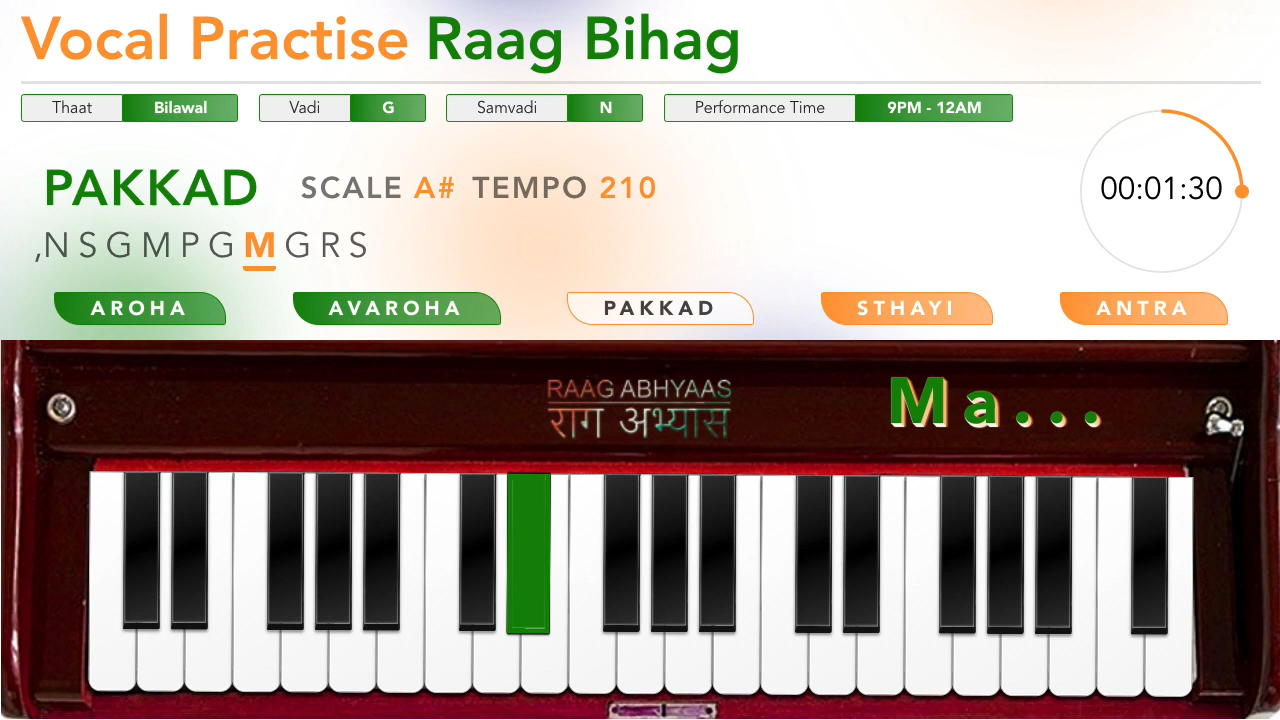 Vocal Practise Raag Bihag
Thaat Bilawal Vadi G Samvadi N Performance Time 9PM - 12AM
PAKKAD SCALE A# TEMPO 210
00:01:30
,N S G M P G M G R S
AROHA AVAROHA PAKKAD STHAYI ANTRA
RAAG ABHYAAS
राग अभ्यास
Ma...